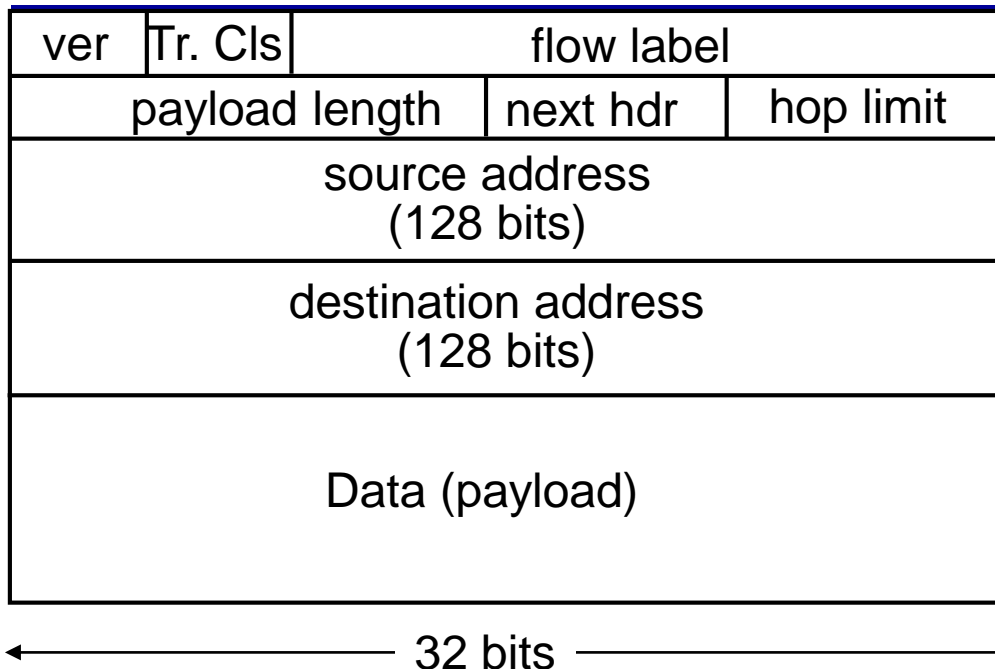 ver Tr. Cls flow label
payload length next hdr hop limit
source address
(128 bits)
destination address
(128 bits)
Data (payload)
32 bits